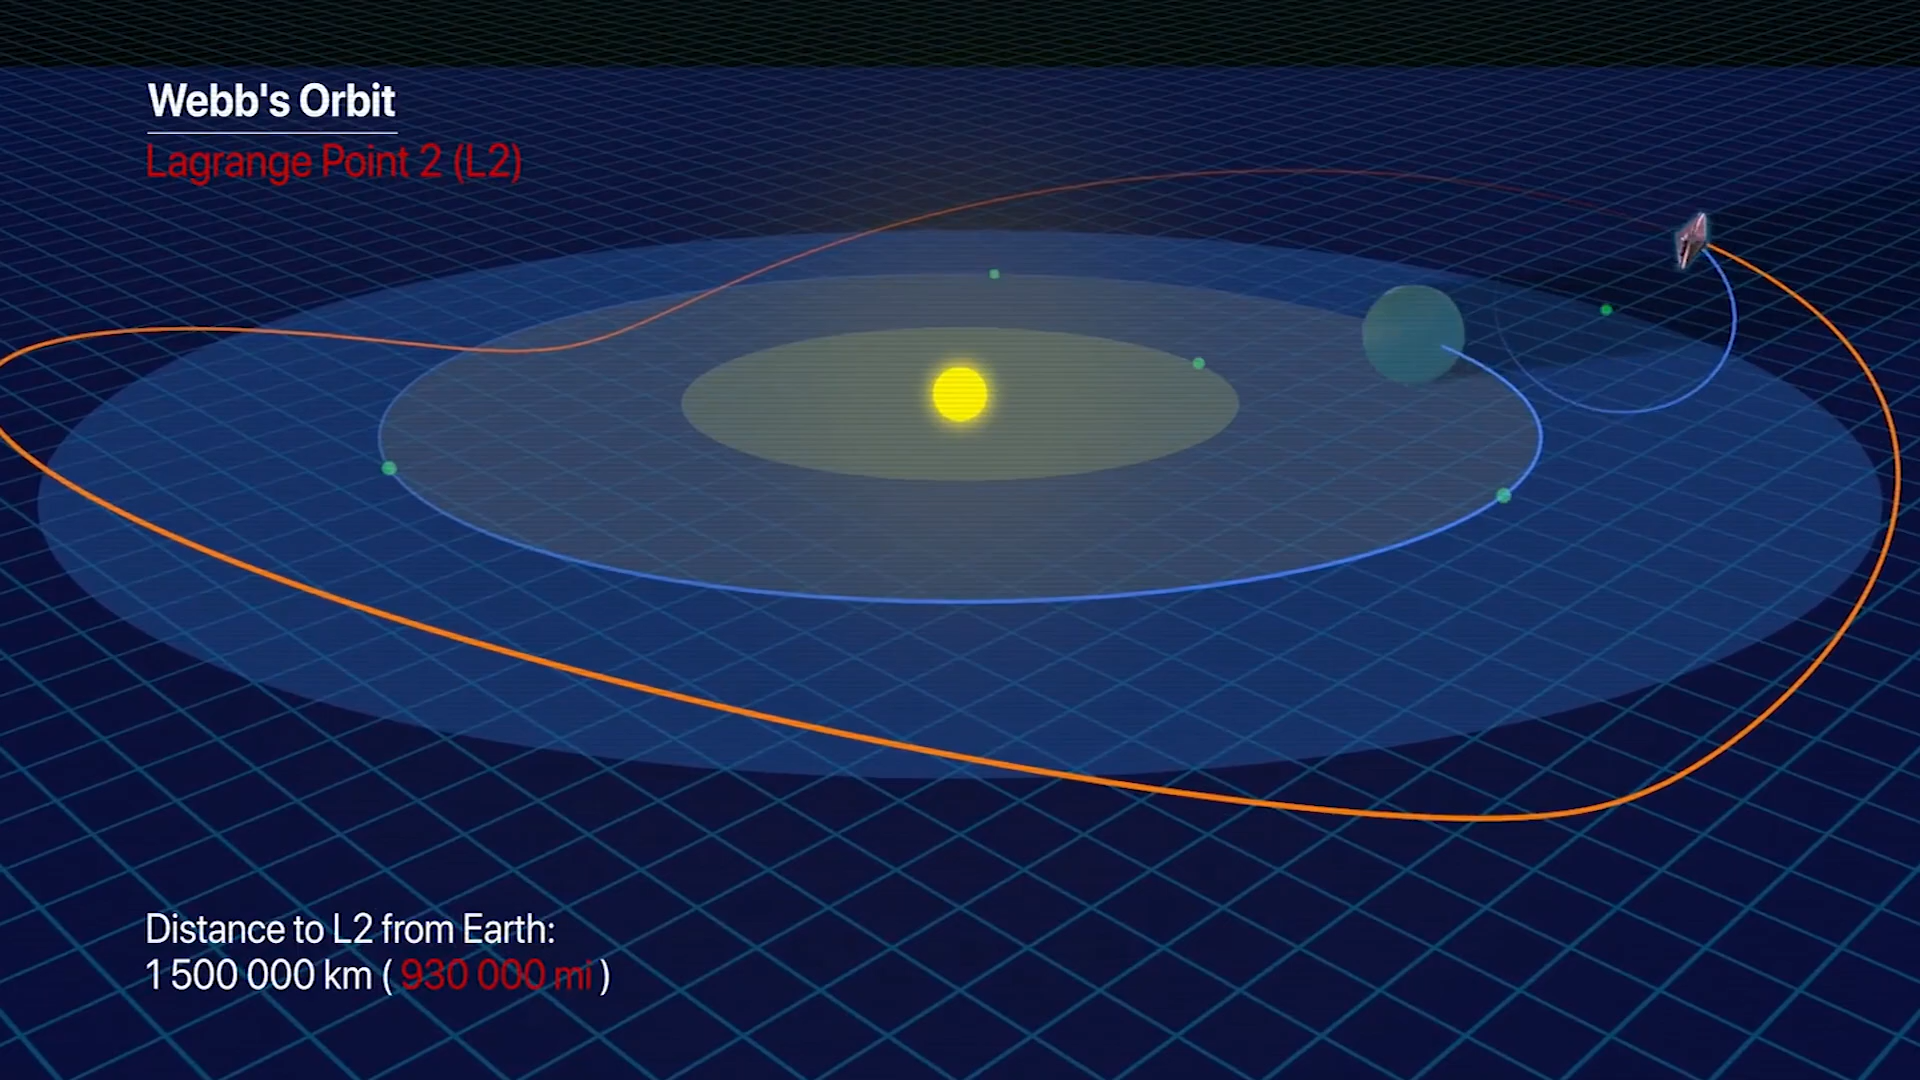 Webb's Orbit
Lagrange Point 2 (L2)
Distance to L2 from Earth:
1 500 000 km ( 930 000 mi )